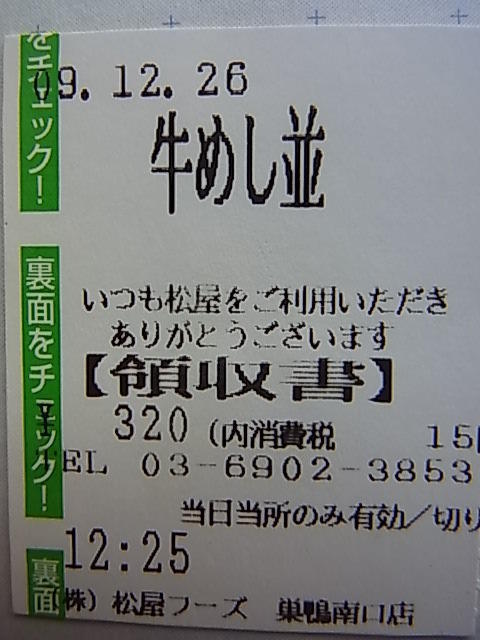 をチェック!
09.12.26
牛めし並
裏面をチェック!
いつも松屋をご利用いただき
ありがとうございます
【領収書】
¥ 320 (内消費税 15
TEL 03-6902-3853
当日当所のみ有効/切り
12:25
裏面
(株) 松屋フーズ 巣鴨南口店